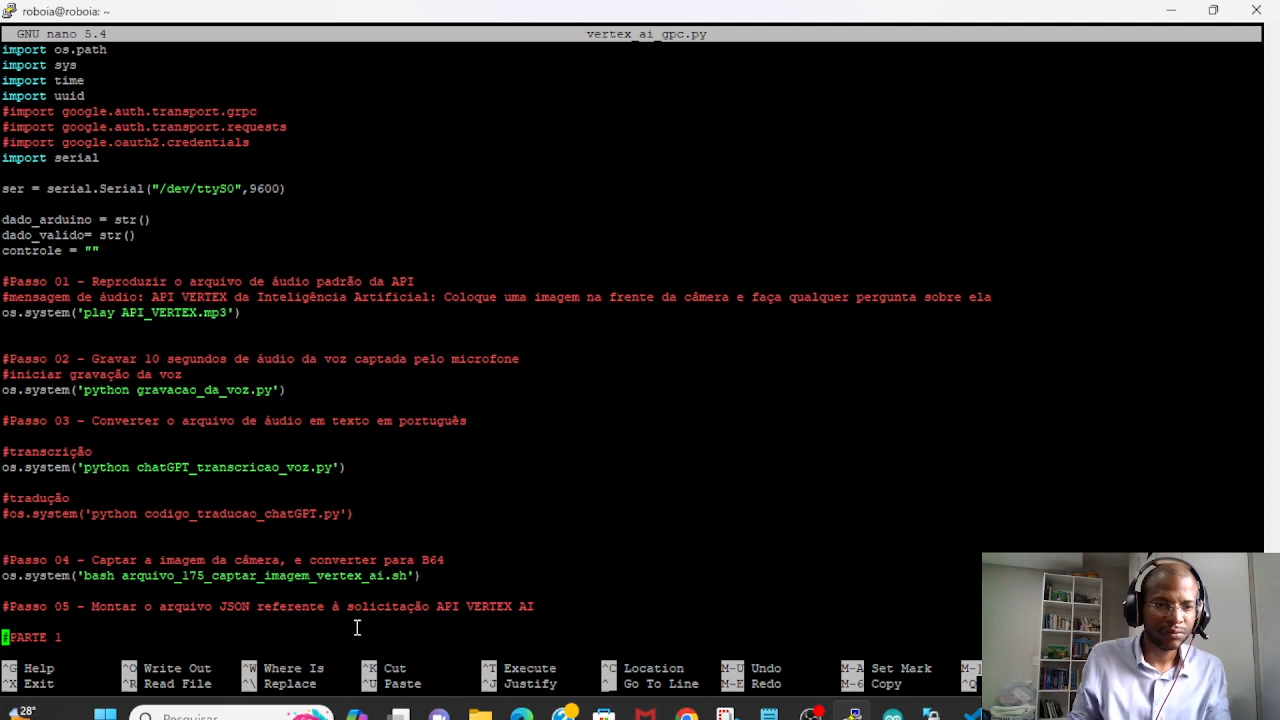 roboia@roboia: ~
GNU nano 5.4 vertex_ai_gpc.py
import os.path
import sys
import time
import uuid
#import google.auth.transport.grpc
#import google.auth.transport.requests
#import google.oauth2.credentials
import serial
ser = serial.Serial("/dev/ttyS0",9600)
dado_arduino = str()
dado_valido= str()
controle = ""
#Passo 01 - Reproduzir o arquivo de áudio padrão da API
#mensagem de áudio: API VERTEX da Inteligência Artificial: Coloque uma imagem na frente da câmera e faça qualquer pergunta sobre ela
os.system('play API_VERTEX.mp3')
#Passo 02 - Gravar 10 segundos de áudio da voz captada pelo microfone
#iniciar gravação da voz
os.system('python gravacao_da_voz.py')
#Passo 03 - Converter o arquivo de áudio em texto em português
#transcrição
os.system('python chatGPT_transcricao_voz.py')
#tradução
#os.system('python codigo_traducao_chatGPT.py')
#Passo 04 - Captar a imagem da câmera, e converter para B64
os.system('bash arquivo_175_captar_imagem_vertex_ai.sh')
#Passo 05 - Montar o arquivo JSON referente à solicitação API VERTEX AI
#PARTE 1
^G Help ^O Write Out ^W Where Is ^K Cut ^T Execute ^C Location M-U Undo M-A Set Mark
^X Exit ^R Read File ^\ Replace ^U Paste ^J Justify ^_ Go To Line M-E Redo M-6 Copy ^Q
28° Pesquisar